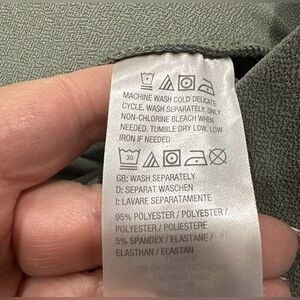 MACHINE WASH COLD DELICATE
CYCLE, WASH SEPARATELY, ONLY
NON-CHLORINE BLEACH WHEN
NEEDED, TUMBLE DRY LOW, LOW
IRON IF NEEDED
30
GB: WASH SEPARATELY
D: SEPARAT WASCHEN
I: LAVARE SEPARATAMENTE
95% POLYESTER / POLYESTER /
POLYESTER / POLIESTERE
5% SPANDEX / ELASTANE /
ELASTHAN / ELASTAN